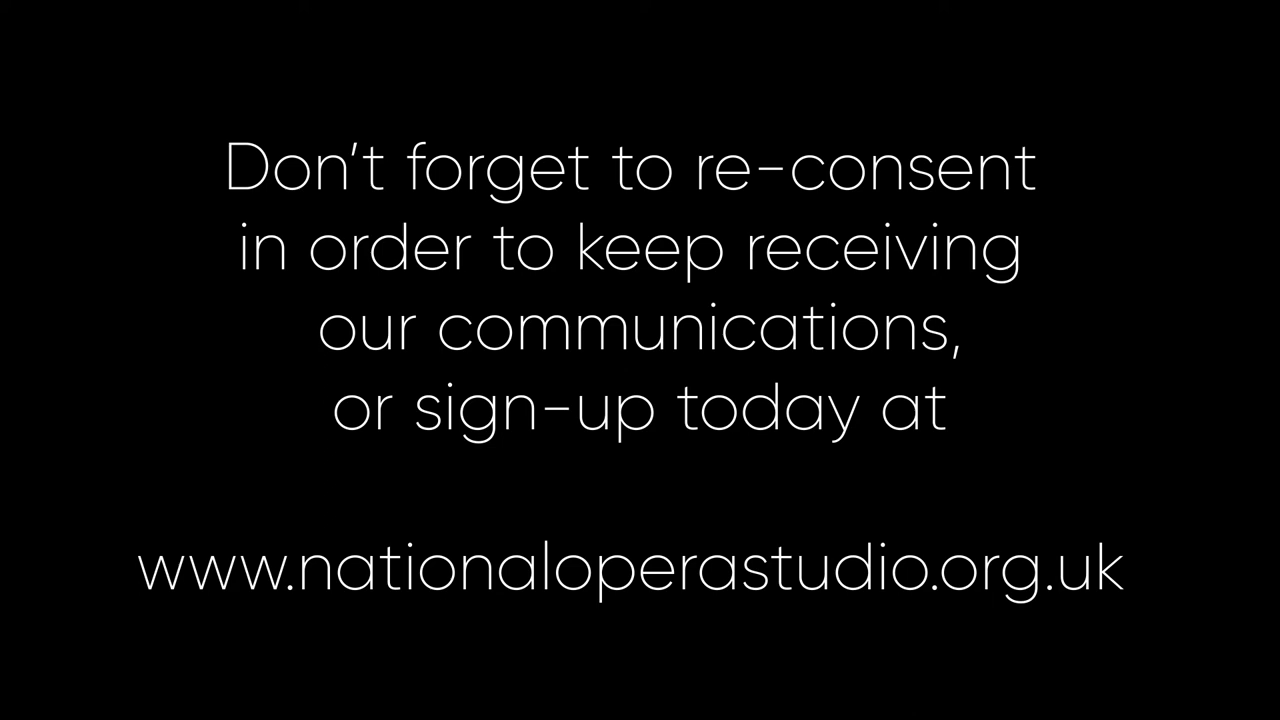 Don’t forget to re-consent
in order to keep receiving
our communications,
or sign-up today at
www.nationaloperastudio.org.uk